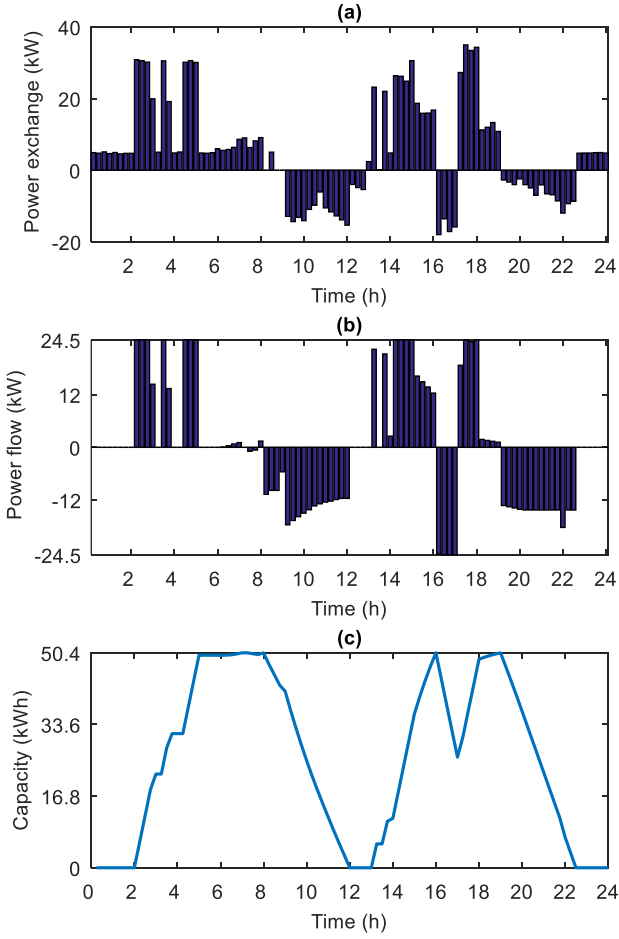 (a)
Power exchange (kW)
40
20
0
-20
2 4 6 8 10 12 14 16 18 20 22 24
Time (h)
(b)
Power flow (kW)
24.5
12
0
-12
-24.5
2 4 6 8 10 12 14 16 18 20 22 24
Time (h)
(c)
Capacity (kWh)
50.4
33.6
16.8
0
0 2 4 6 8 10 12 14 16 18 20 22 24
Time (h)